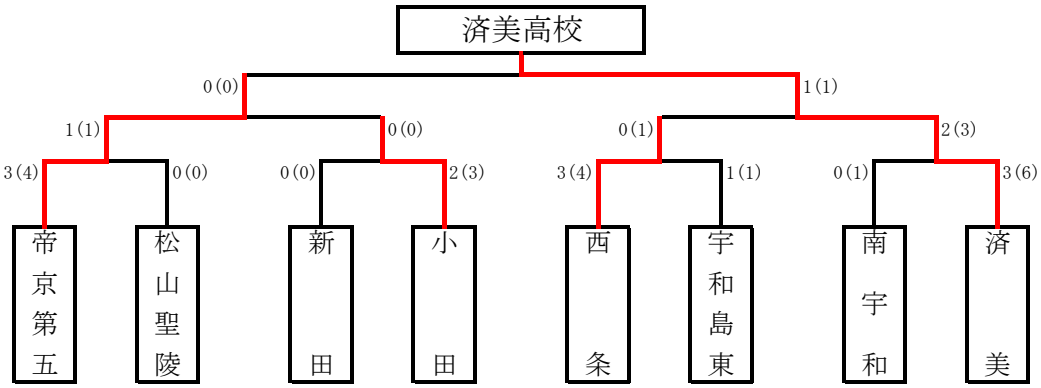 済美高校
0(0)
1(1)
1(1)
0(0)
0(1)
2(3)
3(4)
0(0)
0(0)
2(3)
3(4)
1(1)
0(1)
3(6)
帝京第五
松山聖陵
新田
小田
西条
宇和島東
南宇和
済美